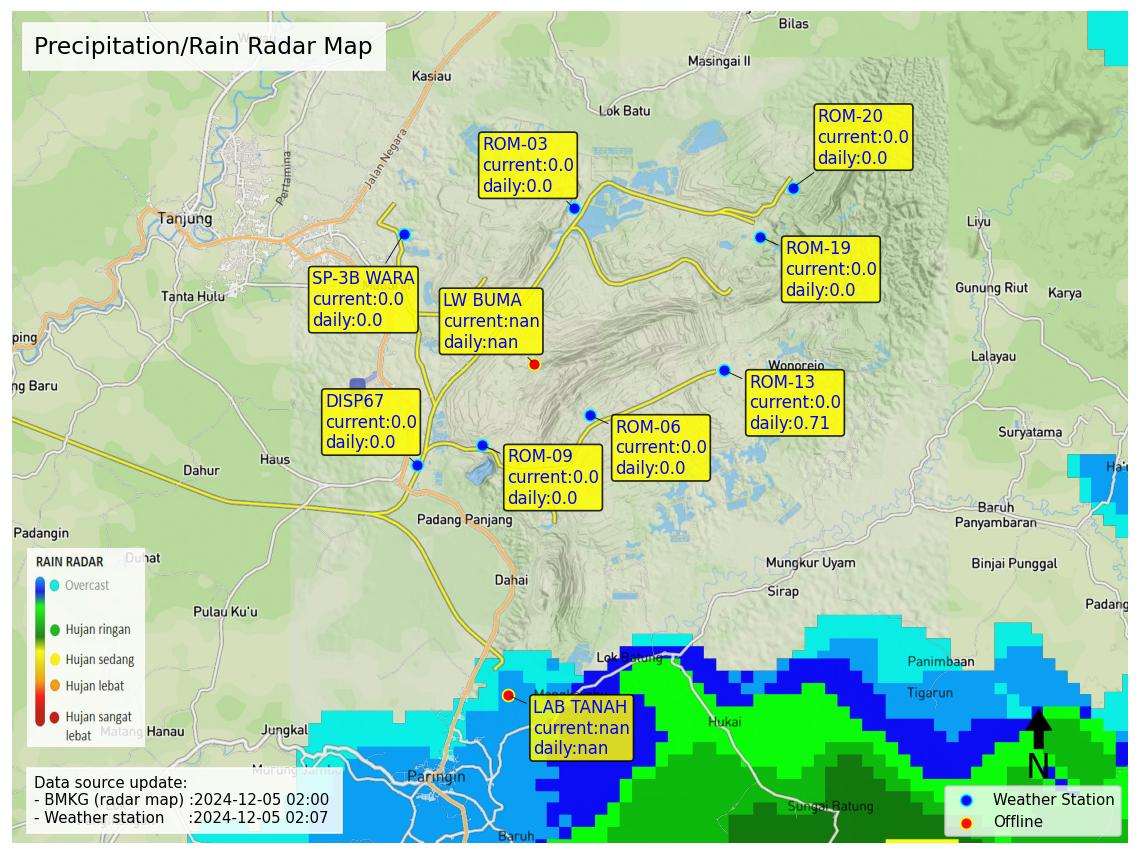 Precipitation/Rain Radar Map
Bilas
Masingai II
Kasiau
Lok Batu
ROM-20
current:0.0
daily:0.0
ROM-03
current:0.0
daily:0.0
Jalan Negara
Pertamina
Tanjung
Liyu
ROM-19
current:0.0
daily:0.0
SP-3B WARA
current:0.0
daily:0.0
Tanta Hulu
LW BUMA
current:nan
daily:nan
Gunung Riut
Karya
ping
Lalayau
Wonorejo
ng Baru
ROM-13
current:0.0
daily:0.71
DISP67
current:0.0
daily:0.0
ROM-06
current:0.0
daily:0.0
Suryatama
ROM-09
current:0.0
daily:0.0
Haus
Dahur
Padang Panjang
Baruh
Panyambaran
Padangin
Duhat
Mungkur Uyam
Binjai Punggal
Dahai
Sirap
Padang
Pulau Ku'u
RAIN RADAR
Overcast
Hujan ringan
Hujan sedang
Hujan lebat
Hujan sangat
lebat
Lok Batung
Panimbaan
Tigarun
LAB TANAH
current:nan
daily:nan
Hukai
Matang Hanau
Jungkal
Murung Jambu
Paringin
N
Sungai Batung
Baruh
Data source update:
- BMKG (radar map) :2024-12-05 02:00
- Weather station :2024-12-05 02:07
Weather Station
Offline